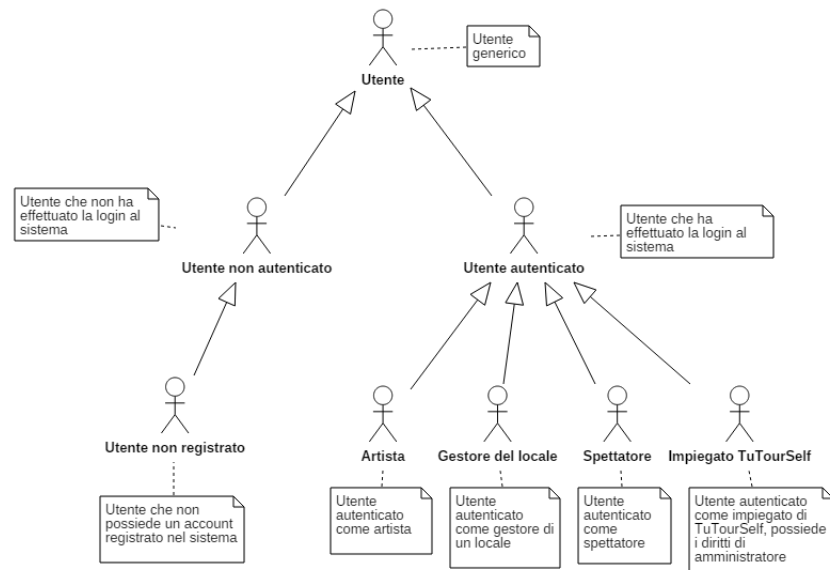 Utente
generico
Utente
Utente che non ha
effettuato la login al
sistema
Utente che ha
effettuato la login al
sistema
Utente non autenticato
Utente autenticato
Utente non registrato
Artista
Gestore del locale
Spettatore
Impiegato TuTourSelf
Utente che non
possiede un account
registrato nel sistema
Utente
autenticato
come artista
Utente
autenticato
come gestore di
un locale
Utente
autenticato
come
spettatore
Utente autenticato
come impiegato di
TuTourSelf, possiede
i diritti di
amministratore